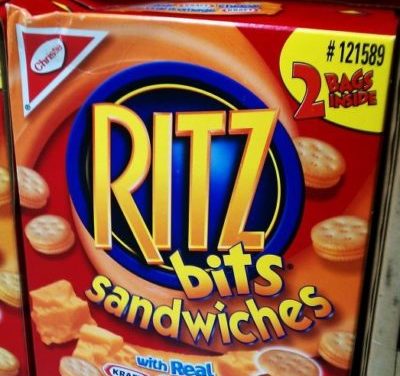 Christie
# 121589
2 BAGS
INSIDE
RITZ
bits
sandwiches
with Real